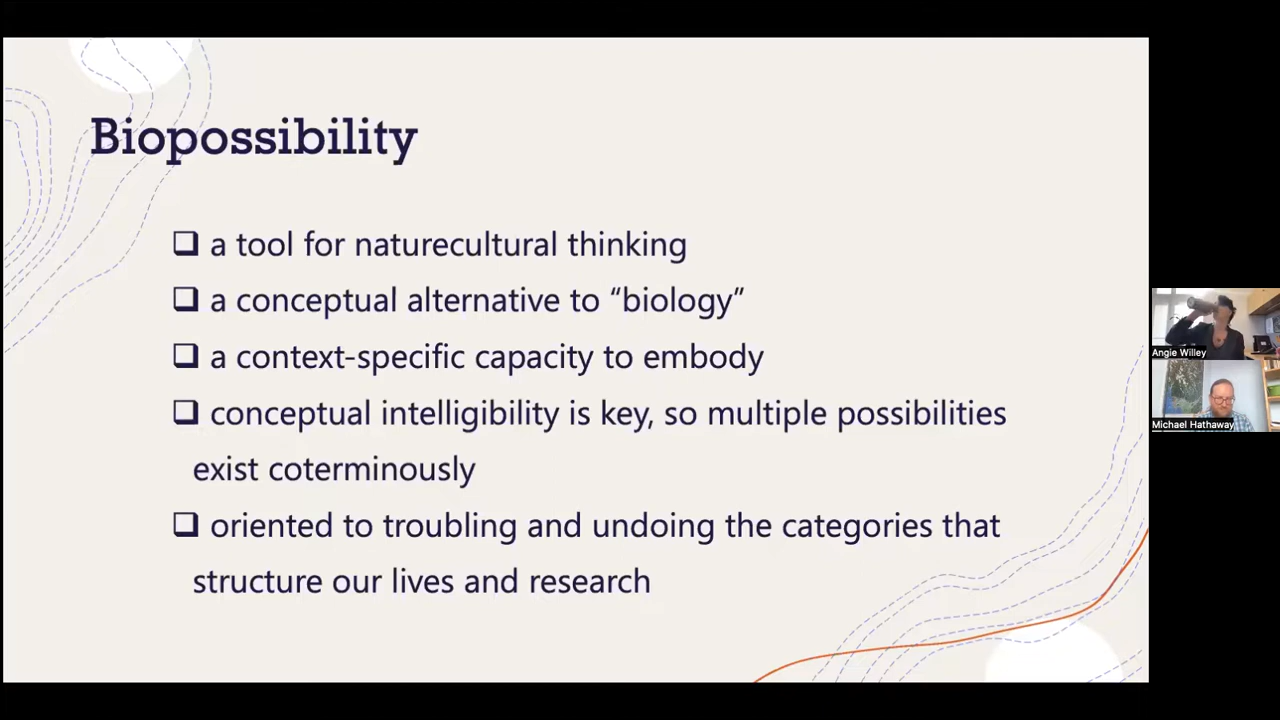 Biopossibility
❑ a tool for naturecultural thinking
❑ a conceptual alternative to “biology”
❑ a context-specific capacity to embody
❑ conceptual intelligibility is key, so multiple possibilities
exist coterminously
❑ oriented to troubling and undoing the categories that
structure our lives and research
Angie Willey
Michael Hathaway